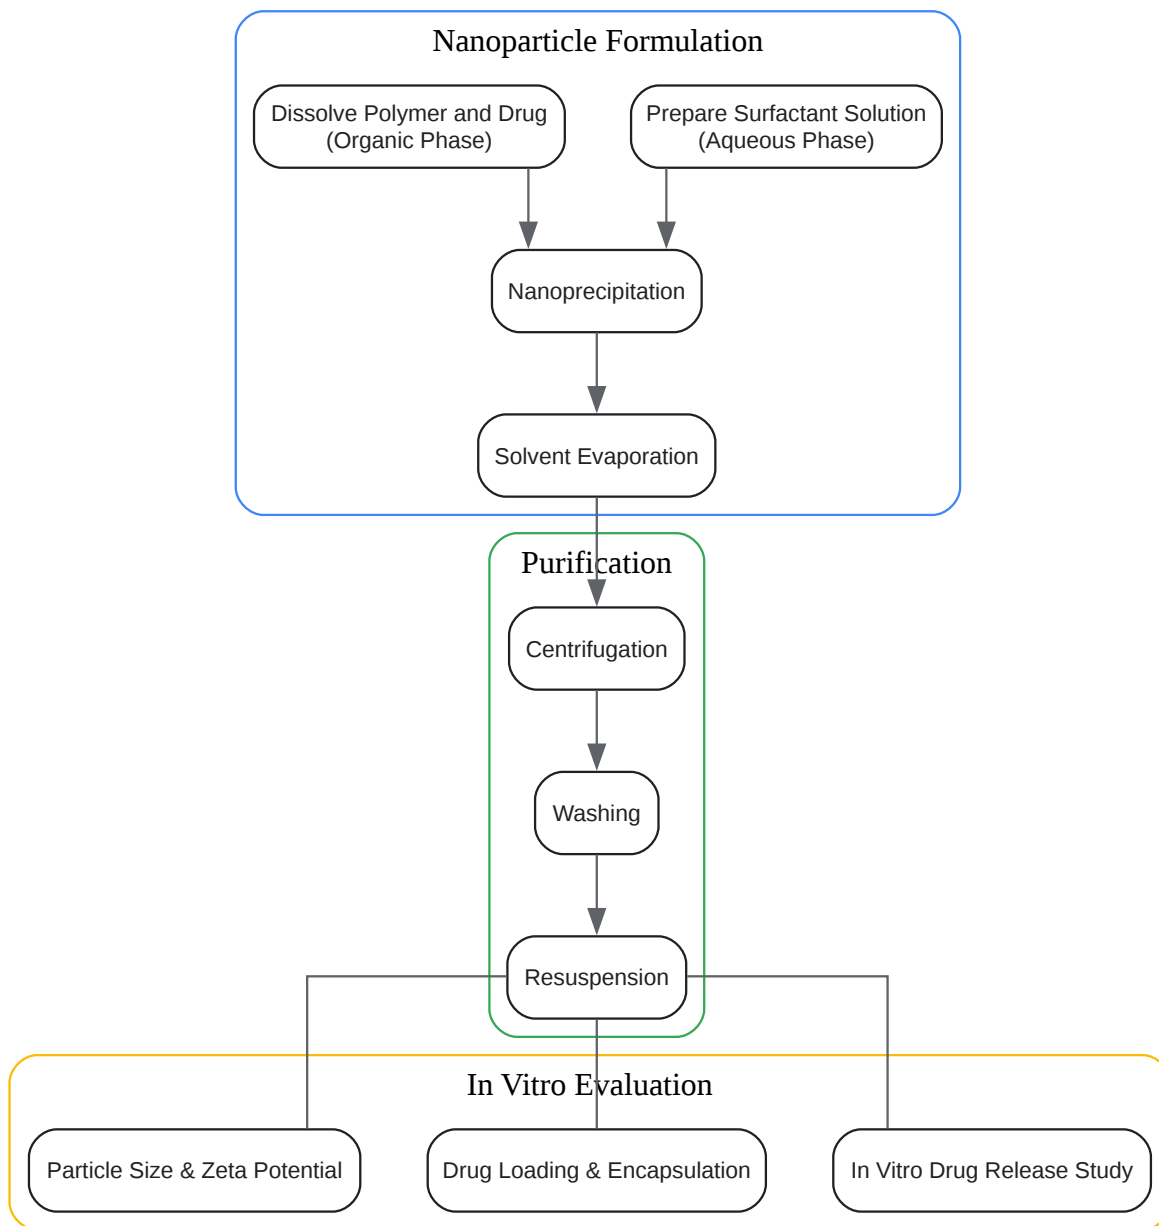 Nanoparticle Formulation
Dissolve Polymer and Drug
(Organic Phase)
Prepare Surfactant Solution
(Aqueous Phase)
Nanoprecipitation
Solvent Evaporation
Purification
Centrifugation
Washing
Resuspension
In Vitro Evaluation
Particle Size & Zeta Potential
Drug Loading & Encapsulation
In Vitro Drug Release Study